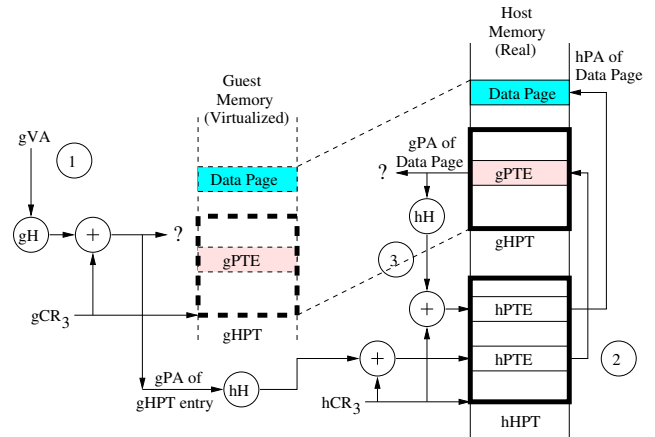 Host
Memory
(Real)
hPA of
Data Page
Guest
Memory
(Virtualized)
Data Page
gVA
1
gPA of
Data Page
Data Page
?
gPTE
hH
gH
+
?
gPTE
gHPT
3
gCR3
gHPT
+
hPTE
gPA of
gHPT entry
hH
+
hPTE
2
hCR3
hHPT